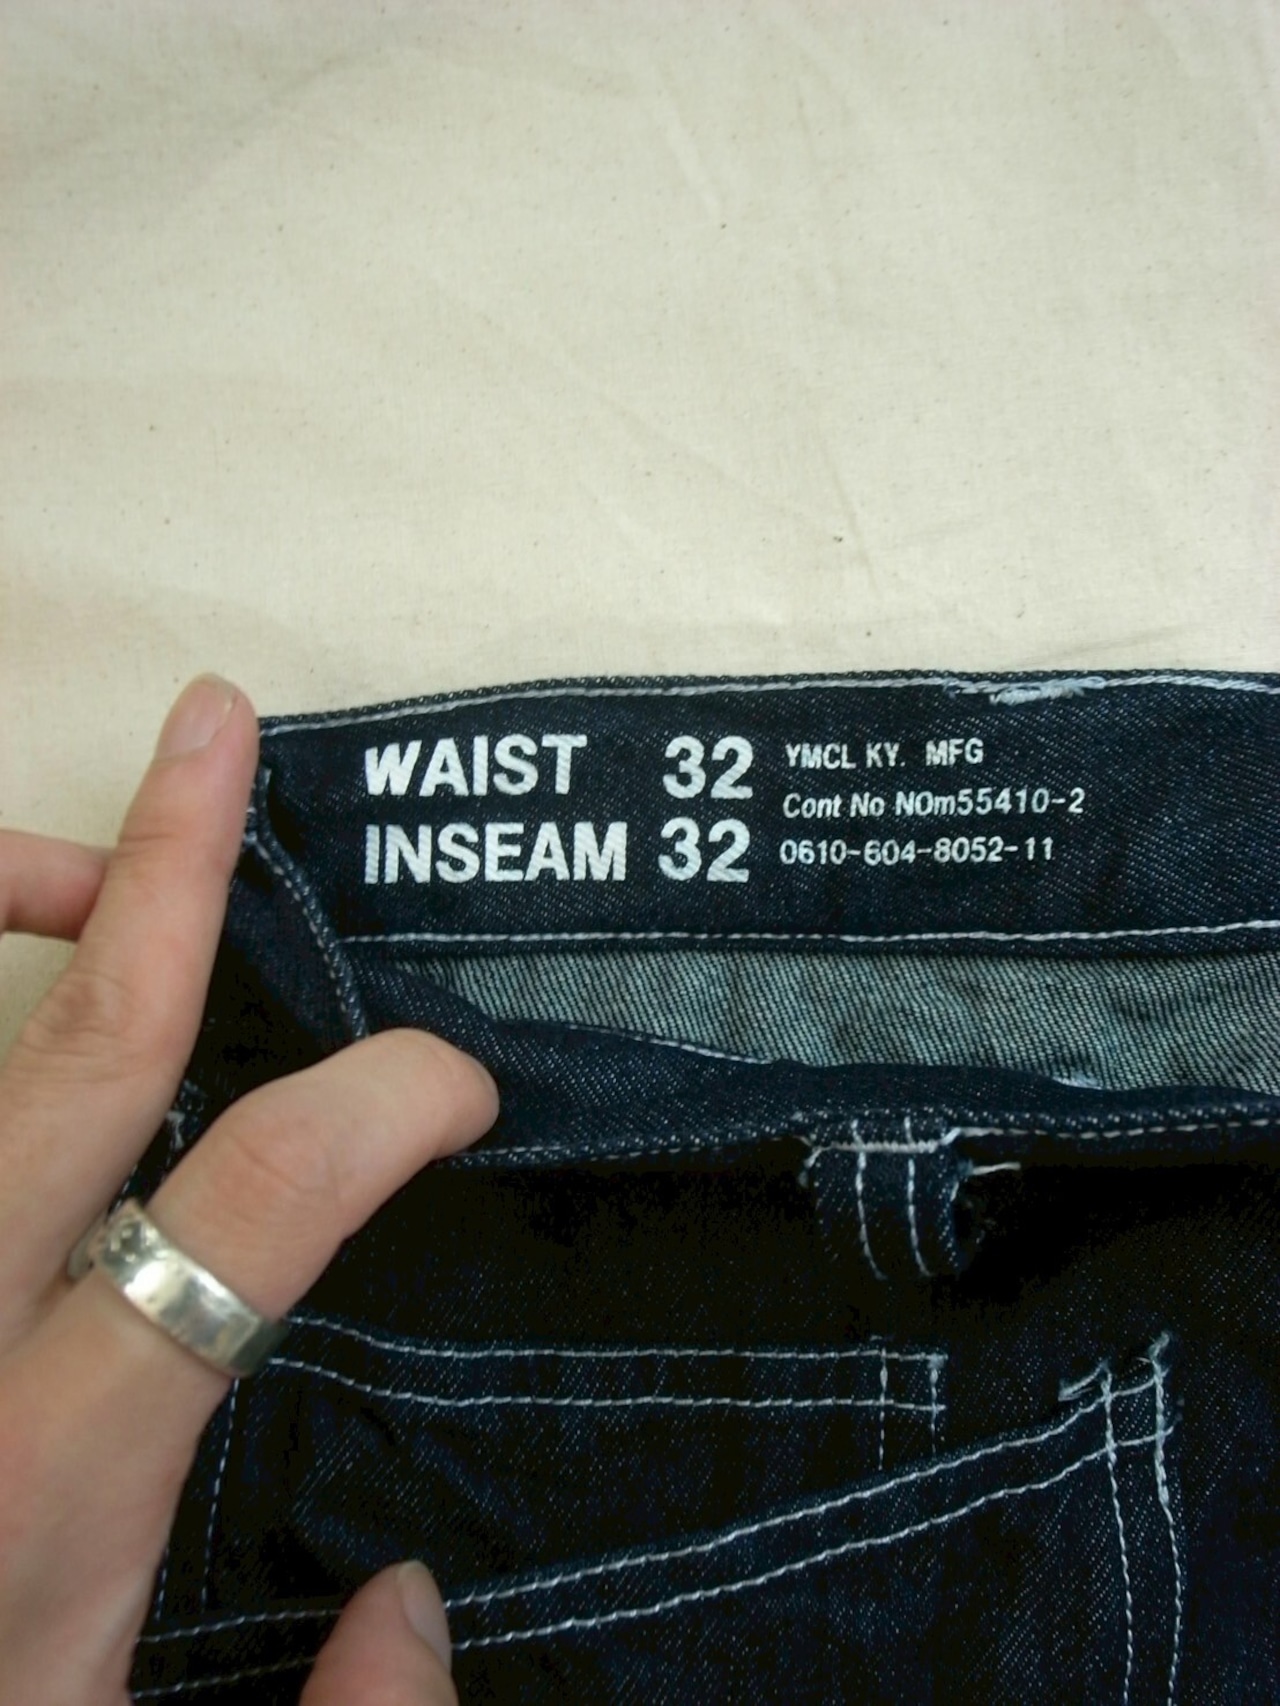 WAIST 32
INSEAM 32
YMCL KY. MFG
Cont No NOm55410-2
0610-604-8052-11